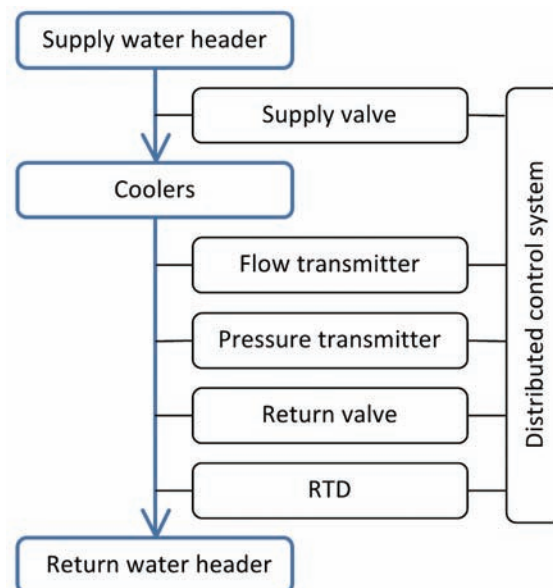 Supply water header
Supply valve
Coolers
Flow transmitter
Pressure transmitter
Return valve
RTD
Return water header
Distributed control system